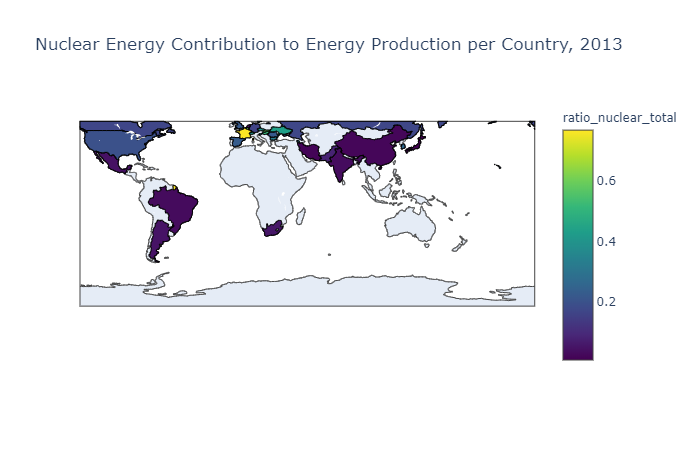 Nuclear Energy Contribution to Energy Production per Country, 2013
ratio_nuclear_total
0.6
0.4
0.2